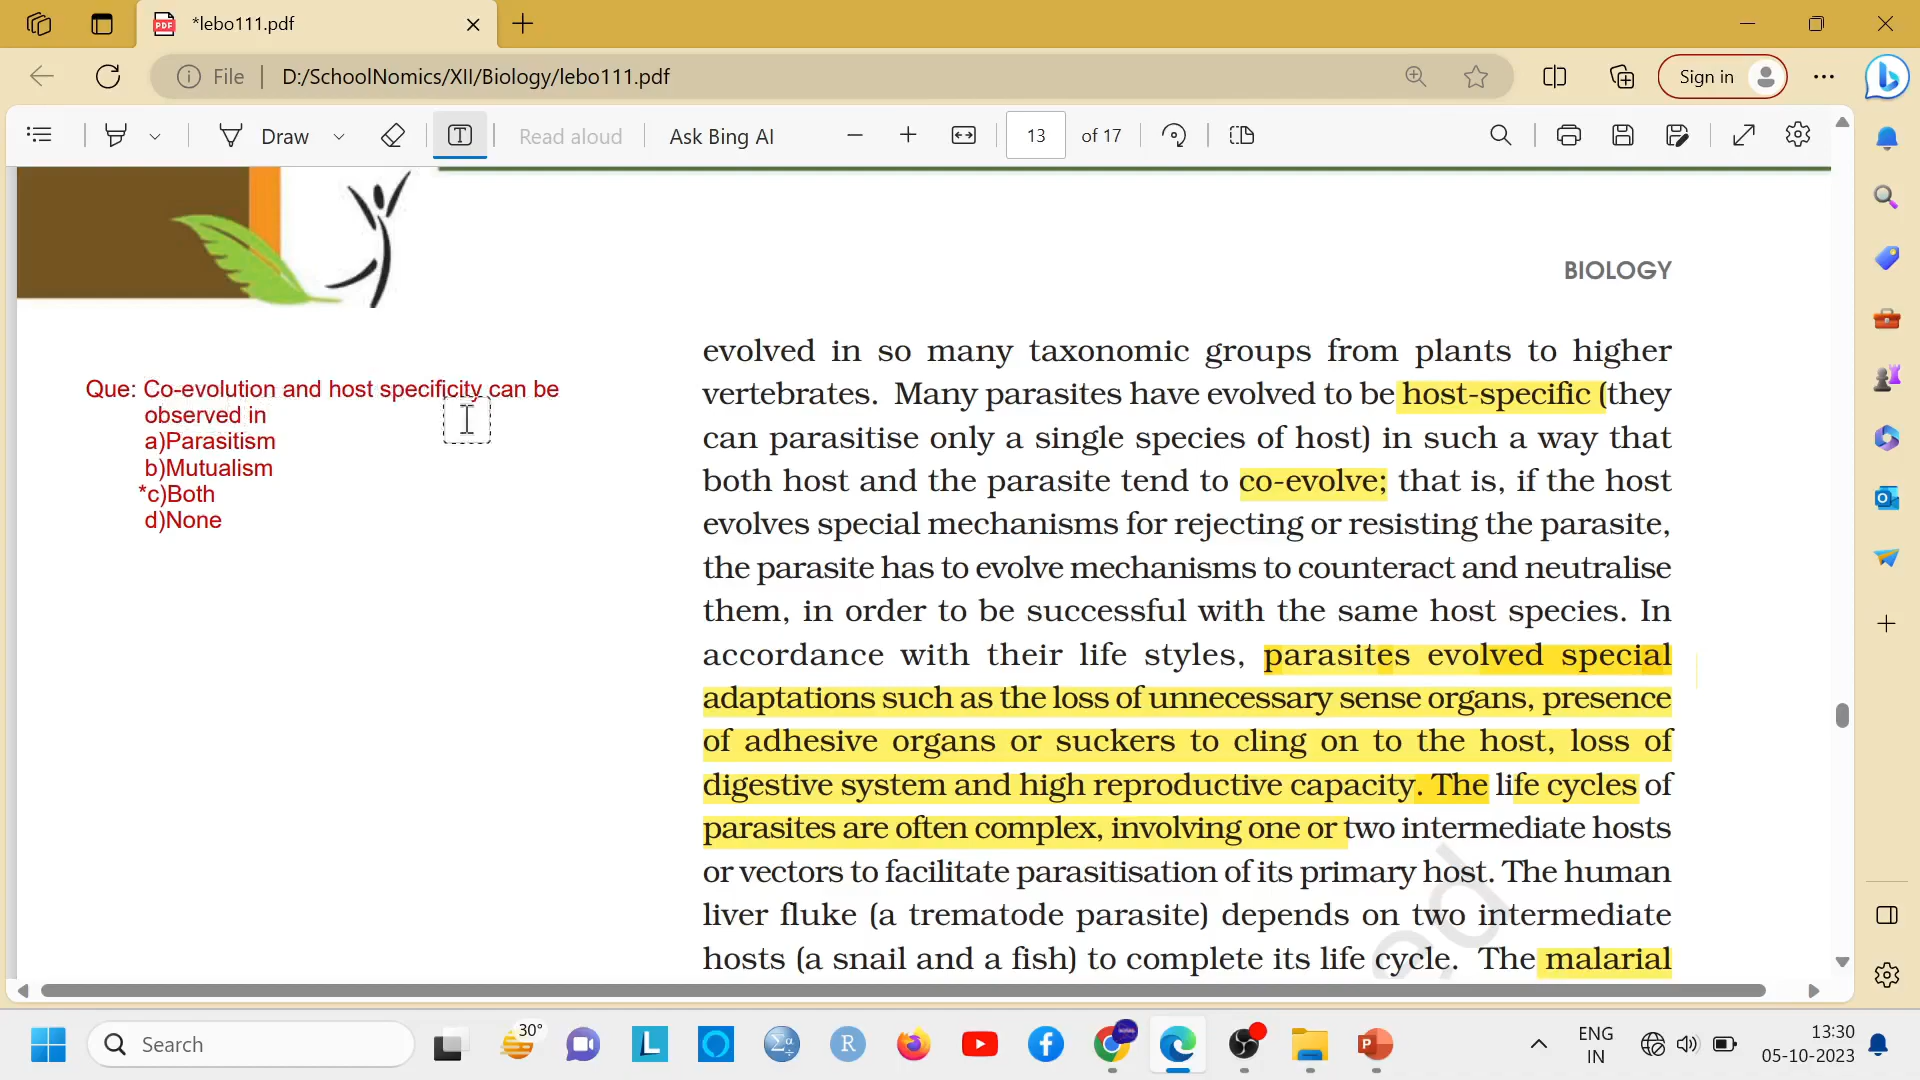 *lebo111.pdf
File D:/SchoolNomics/XII/Biology/lebo111.pdf
Sign in
Draw
Read aloud
Ask Bing AI
13 of 17
BIOLOGY
Que: Co-evolution and host specificity can be
observed in
a)Parasitism
b)Mutualism
*c)Both
d)None
evolved in so many taxonomic groups from plants to higher
vertebrates. Many parasites have evolved to be host-specific (they
can parasitise only a single species of host) in such a way that
both host and the parasite tend to co-evolve; that is, if the host
evolves special mechanisms for rejecting or resisting the parasite,
the parasite has to evolve mechanisms to counteract and neutralise
them, in order to be successful with the same host species. In
accordance with their life styles, parasites evolved special
adaptations such as the loss of unnecessary sense organs, presence
of adhesive organs or suckers to cling on to the host, loss of
digestive system and high reproductive capacity. The life cycles of
parasites are often complex, involving one or two intermediate hosts
or vectors to facilitate parasitisation of its primary host. The human
liver fluke (a trematode parasite) depends on two intermediate
hosts (a snail and a fish) to complete its life cycle. The malarial
ed
Search
30°
ENG
IN
13:30
05-10-2023